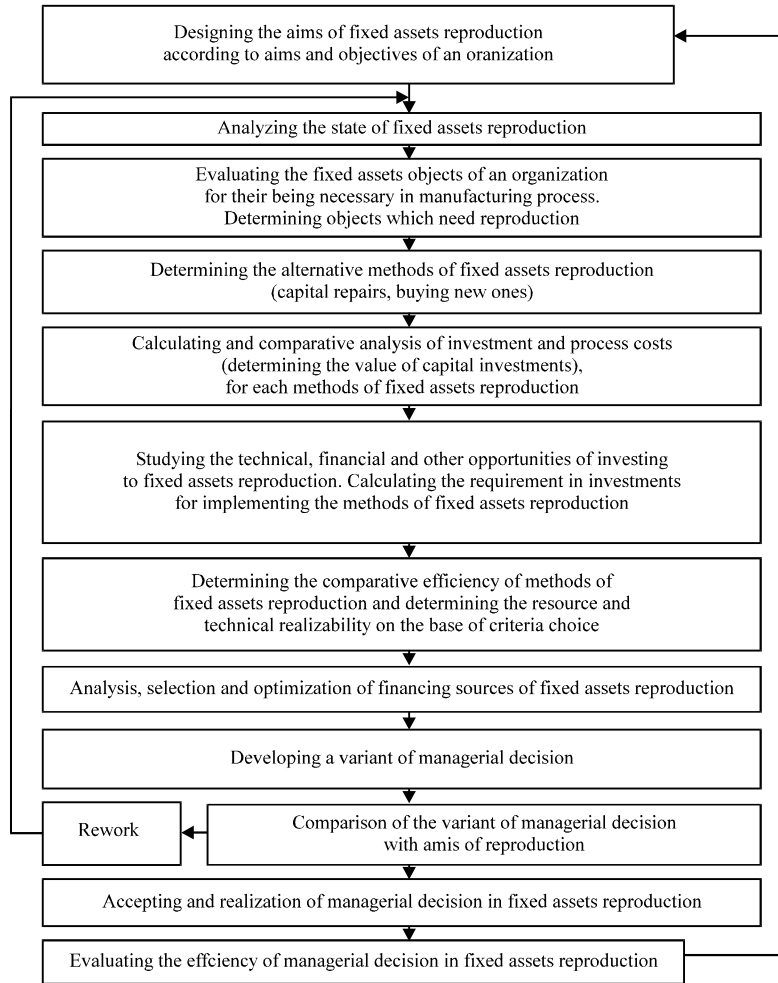 Designing the aims of fixed assets reproduction
according to aims and objectives of an oranization
Analyzing the state of fixed assets reproduction
Evaluating the fixed assets objects of an organization
for their being necessary in manufacturing process.
Determining objects which need reproduction
Determining the alternative methods of fixed assets reproduction
(capital repairs, buying new ones)
Calculating and comparative analysis of investment and process costs
(determining the value of capital investments),
for each methods of fixed assets reproduction
Studying the technical, financial and other opportunities of investing
to fixed assets reproduction. Calculating the requirement in investments
for implementing the methods of fixed assets reproduction
Determining the comparative efficiency of methods of
fixed assets reproduction and determining the resource and
technical realizability on the base of criteria choice
Analysis, selection and optimization of financing sources of fixed assets reproduction
Developing a variant of managerial decision
Rework
Comparison of the variant of managerial decision
with amis of reproduction
Accepting and realization of managerial decision in fixed assets reproduction
Evaluating the effciency of managerial decision in fixed assets reproduction